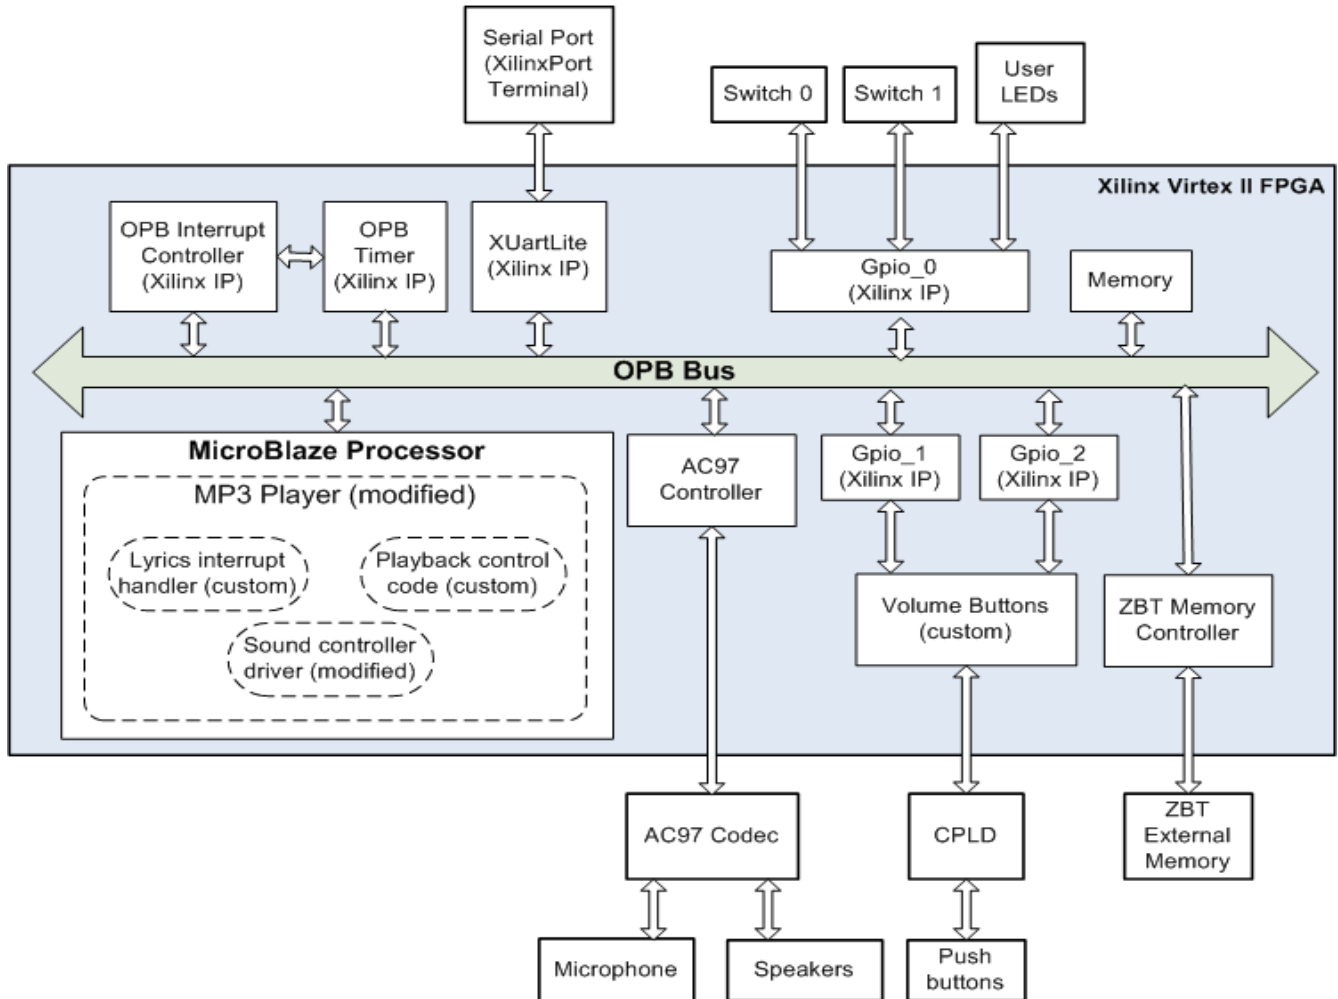 Serial Port
(XilinxPort
Terminal)
Switch 0
Switch 1
User
LEDs
Xilinx Virtex II FPGA
OPB Interrupt
Controller
(Xilinx IP)
OPB
Timer
(Xilinx IP)
XUartLite
(Xilinx IP)
Gpio_0
(Xilinx IP)
Memory
OPB Bus
MicroBlaze Processor
MP3 Player (modified)
Lyrics interrupt
handler (custom)
Playback control
code (custom)
Sound controller
driver (modified)
AC97
Controller
Gpio_1
(Xilinx IP)
Gpio_2
(Xilinx IP)
Volume Buttons
(custom)
ZBT Memory
Controller
AC97 Codec
CPLD
ZBT
External
Memory
Microphone
Speakers
Push
buttons